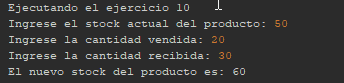 Ejecutando el ejercicio 10
Ingrese el stock actual del producto: 50
Ingrese la cantidad vendida: 20
Ingrese la cantidad recibida: 30
El nuevo stock del producto es: 60